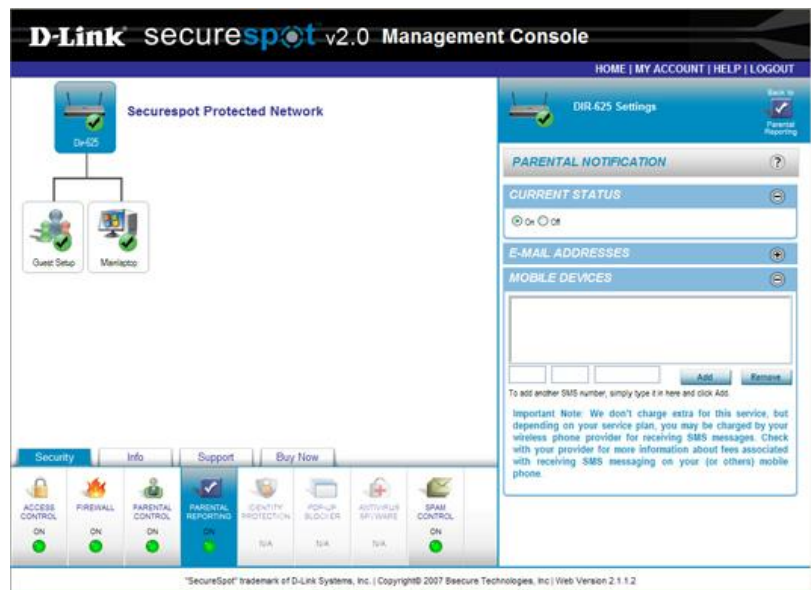 D-Link securespot v2.0 Management Console
HOME | MY ACCOUNT | HELP | LOGOUT
Dir-625
Securespot Protected Network
Guest Setup
Mainlaptop
DIR-625 Settings
Back to
Parental
Reporting
PARENTAL NOTIFICATION
?
CURRENT STATUS
On Off
E-MAIL ADDRESSES
MOBILE DEVICES
Add Remove
To add another SMS number, simply type it in here and click Add.
Important Note: We don't charge extra for this service, but
depending on your service plan, you may be charged by your
wireless phone provider for receiving SMS messages. Check
with your provider for more information about fees associated
with receiving SMS messaging on your (or others) mobile
phone.
Security Info Support Buy Now
ACCESS
CONTROL
ON
FIREWALL
ON
PARENTAL
CONTROL
ON
PARENTAL
REPORTING
ON
IDENTITY
PROTECTION
N/A
POP-UP
BLOCKER
N/A
ANTIVIRUS
SPYWARE
N/A
SPAM
CONTROL
ON
"SecureSpot" trademark of D-Link Systems, Inc. | Copyright© 2007 Bsecure Technologies, Inc | Web Version 2.1.1.2